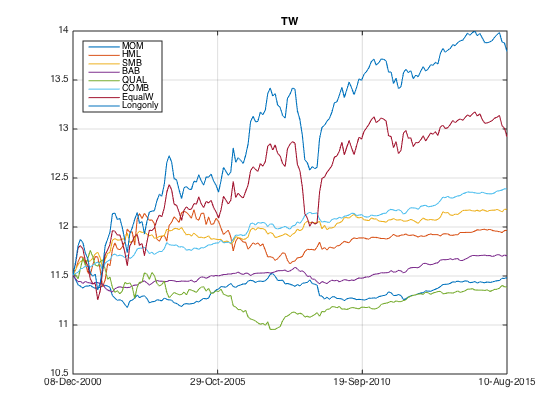 TW
14
13.5
13
12.5
12
11.5
11
10.5
MOM
HML
SMB
BAB
QUAL
COMB
EqualW
Longonly
08-Dec-2000
29-Oct-2005
19-Sep-2010
10-Aug-2015